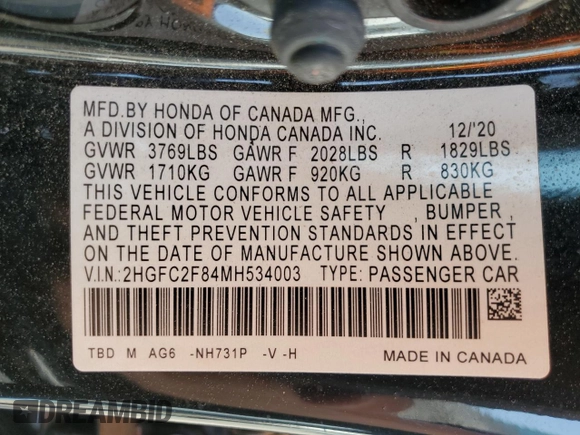 MFD.BY HONDA OF CANADA MFG.,
A DIVISION OF HONDA CANADA INC. 12/'20
GVWR 3769LBS GAWR F 2028LBS R 1829LBS
GVWR 1710KG GAWR F 920KG R 830KG
THIS VEHICLE CONFORMS TO ALL APPLICABLE
FEDERAL MOTOR VEHICLE SAFETY , BUMPER ,
AND THEFT PREVENTION STANDARDS IN EFFECT
ON THE DATE OF MANUFACTURE SHOWN ABOVE.
V.I.N.:2HGFC2F84MH534003 TYPE: PASSENGER CAR
TBD M AG6 -NH731P -V -H MADE IN CANADA
DREAMBID